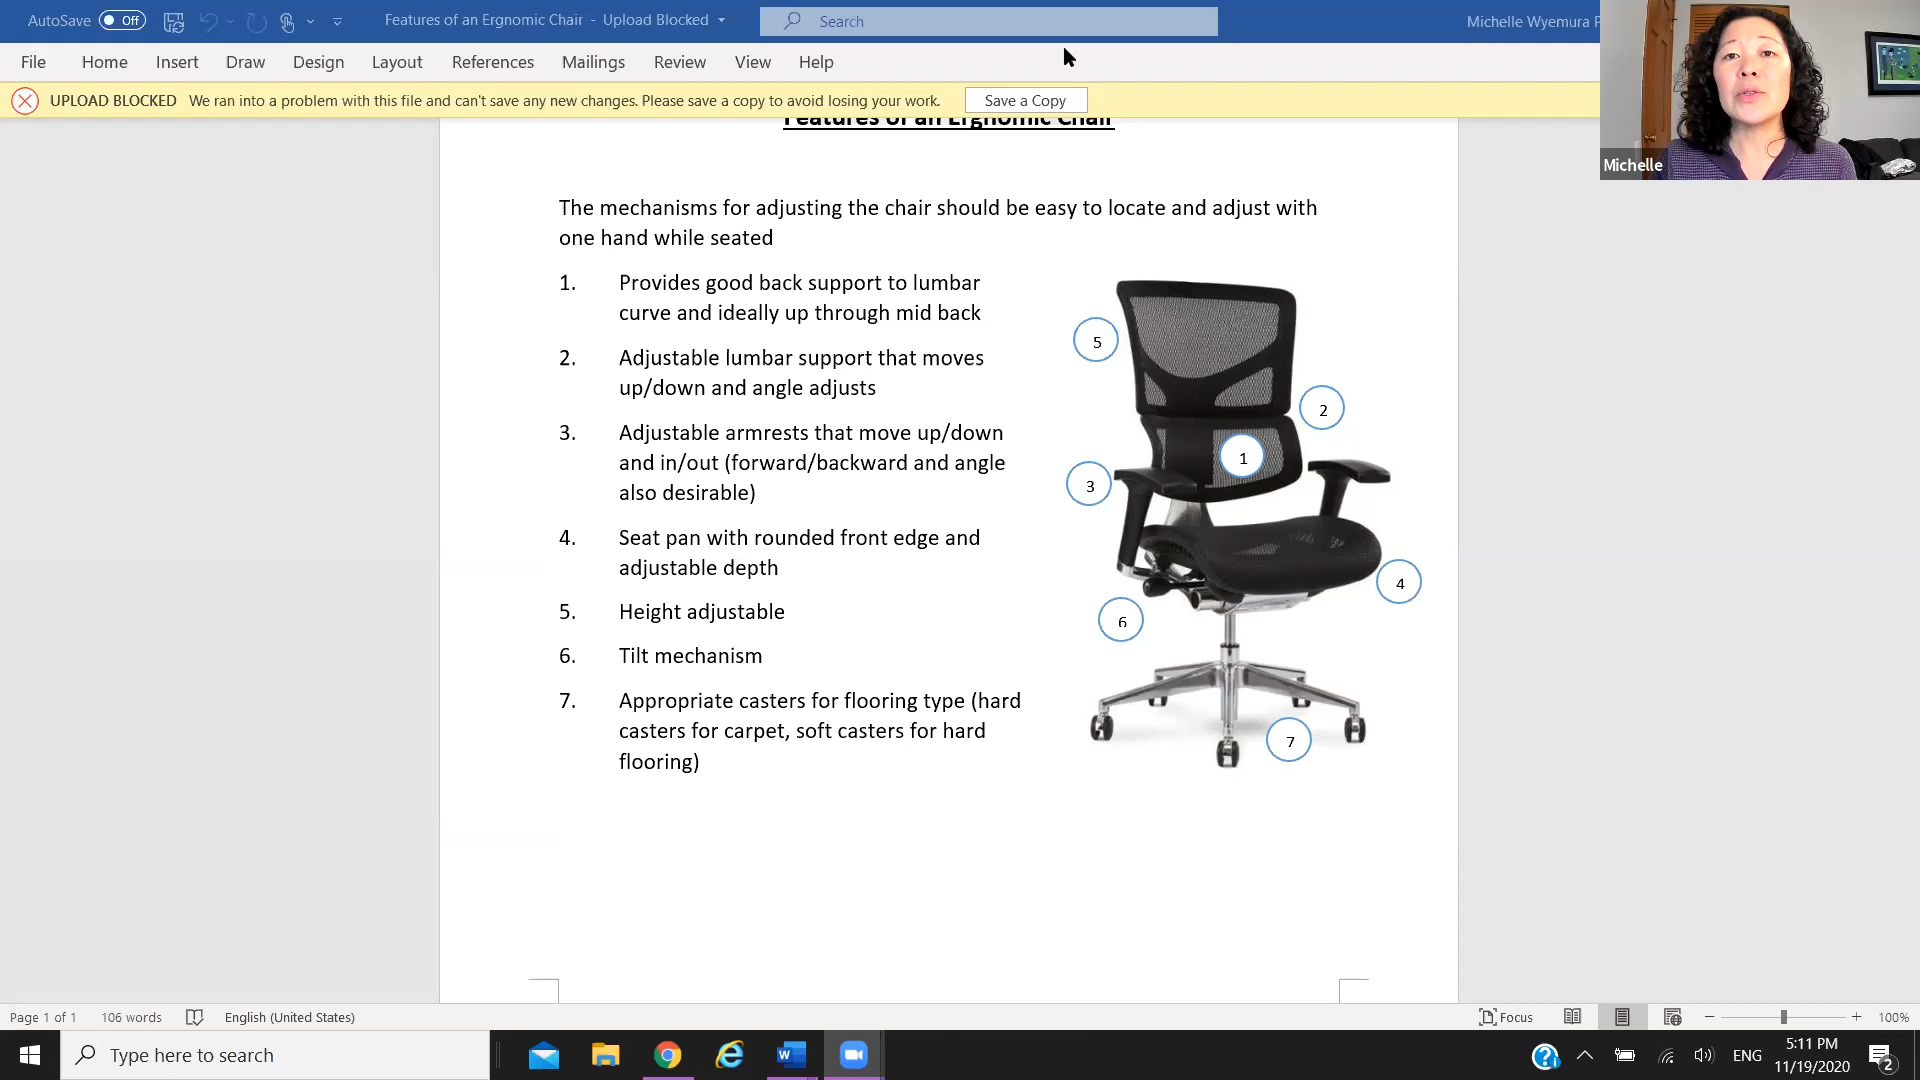 AutoSave Off Features of an Ergnomic Chair - Upload Blocked Search Michelle Wyemura
File Home Insert Draw Design Layout References Mailings Review View Help
UPLOAD BLOCKED We ran into a problem with this file and can't save any new changes. Please save a copy to avoid losing your work. Save a Copy
Michelle
Features of an Ergnomic Chair
The mechanisms for adjusting the chair should be easy to locate and adjust with
one hand while seated
1. Provides good back support to lumbar
curve and ideally up through mid back
2. Adjustable lumbar support that moves
up/down and angle adjusts
3. Adjustable armrests that move up/down
and in/out (forward/backward and angle
also desirable)
4. Seat pan with rounded front edge and
adjustable depth
5. Height adjustable
6. Tilt mechanism
7. Appropriate casters for flooring type (hard
casters for carpet, soft casters for hard
flooring)
5
2
1
3
4
6
7
Page 1 of 1 106 words English (United States) Focus 100%
Type here to search
ENG
5:11 PM
11/19/2020
2